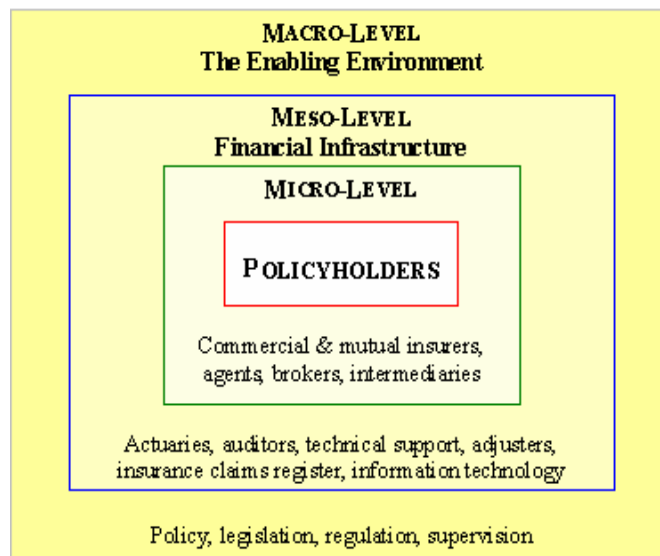 MACRO-LEVEL
The Enabling Environment
MESO-LEVEL
Financial Infrastructure
MICRO-LEVEL
POLICYHOLDERS
Commercial & mutual insurers,
agents, brokers, intermediaries
Actuaries, auditors, technical support, adjusters,
insurance claims register, information technology
Policy, legislation, regulation, supervision